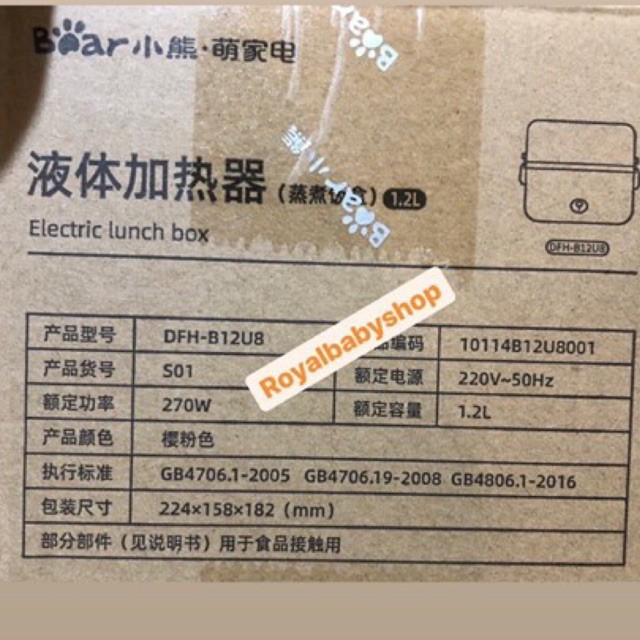 Bear小熊·萌家电
液体加热器(蒸煮饭盒) 1.2L
Electric lunch box
DFH-B12U8
Bear
小熊
Bear
Royalbabyshop
产品型号 DFH-B12U8 编码 10114B12U8001
产品货号 S01 额定电源 220V~50Hz
额定功率 270W 额定容量 1.2L
产品颜色 樱粉色
执行标准 GB4706.1-2005 GB4706.19-2008 GB4806.1-2016
包装尺寸 224×158×182(mm)
部分部件(见说明书)用于食品接触用